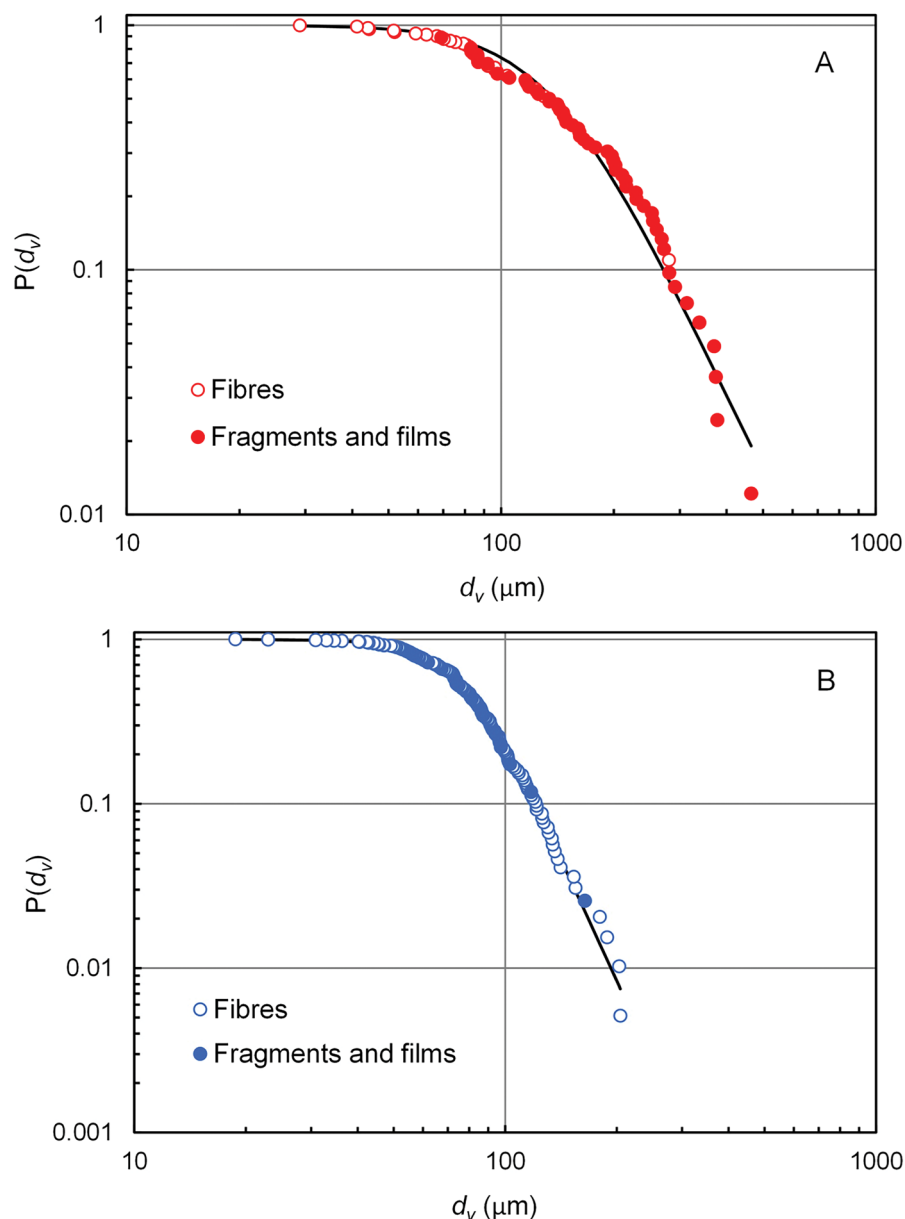 1
A
P(dᵥ)
0.1
Fibres
Fragments and films
0.01
10
100
1000
dᵥ (μm)
1
B
0.1
P(dᵥ)
0.01
Fibres
Fragments and films
0.001
10
100
1000
dᵥ (μm)